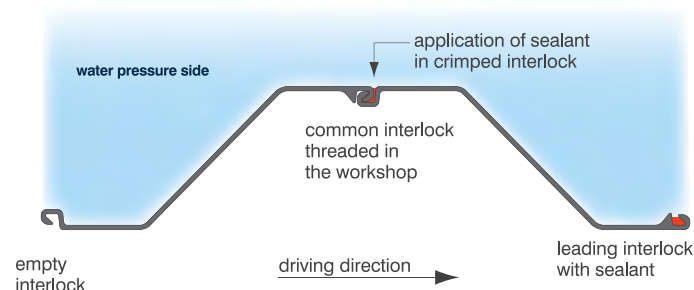 application of sealant
in crimped interlock
water pressure side
common interlock
threaded in
the workshop
empty
interlock
driving direction
leading interlock
with sealant